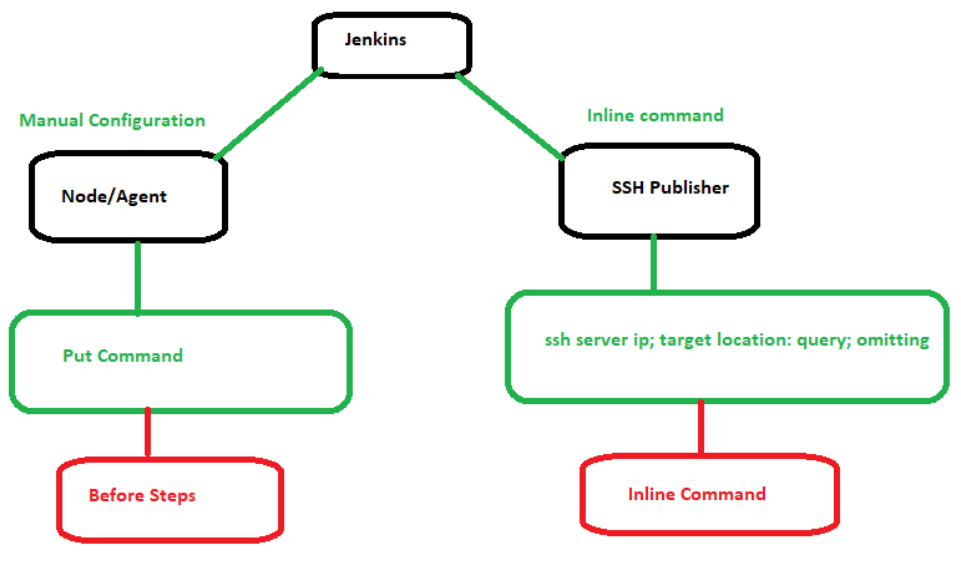 Jenkins
Manual Configuration
Inline command
Node/Agent
SSH Publisher
Put Command
ssh server ip; target location: query; omitting
Before Steps
Inline Command